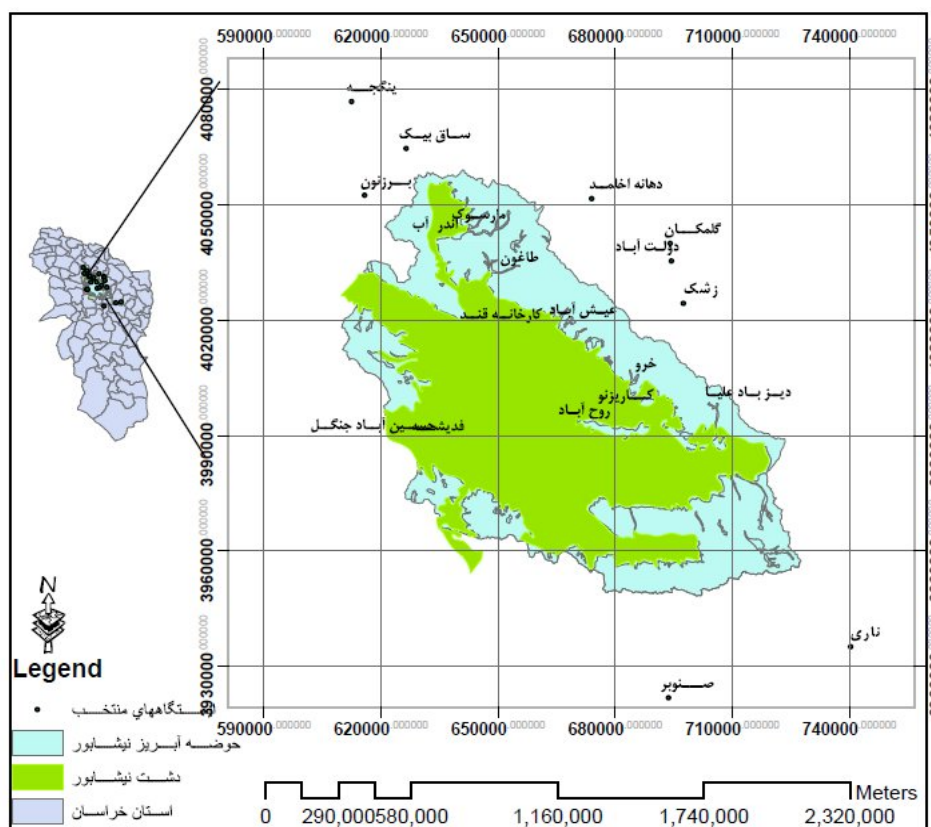 590000.000000 620000.000000 650000.000000 680000.000000 710000.000000 740000.000000
4080000.000000
4050000.000000
4020000.000000
3990000.000000
3960000.000000
3930000.000000
ینگجه
ساق بیک
برزنون
دهانه اخلمد
مارسوک
اندر آب
گلمکان
دولت آباد
طاغون
زشک
عیش آباد
کارخانه قند
خرو
دیز باد علیا
کاریزنو
روح آباد
حسین آباد جنگل
ناری
صنوبر
590000.000000 620000.000000 650000.000000 680000.000000 710000.000000 740000.000000
N
Legend
ستگاههاي منتخب
حوضه آبریز نیشابور
دشت نیشابور
استان خراسان
Meters
0 290,000 580,000 1,160,000 1,740,000 2,320,000